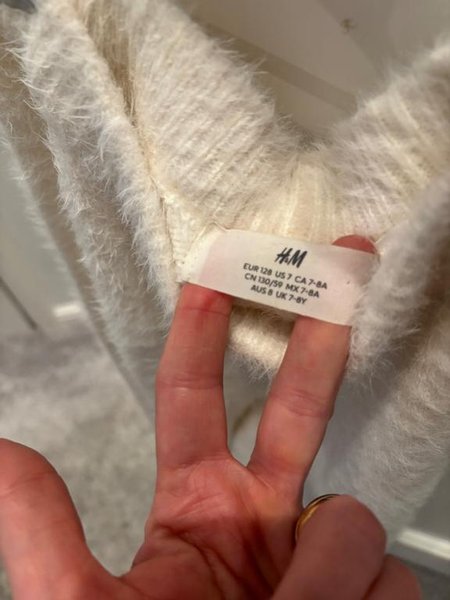 H&M
EUR 128 US 7 CA 7-8A
CN 130/59 MX 7-8A
AUS 8 UK 7-8Y